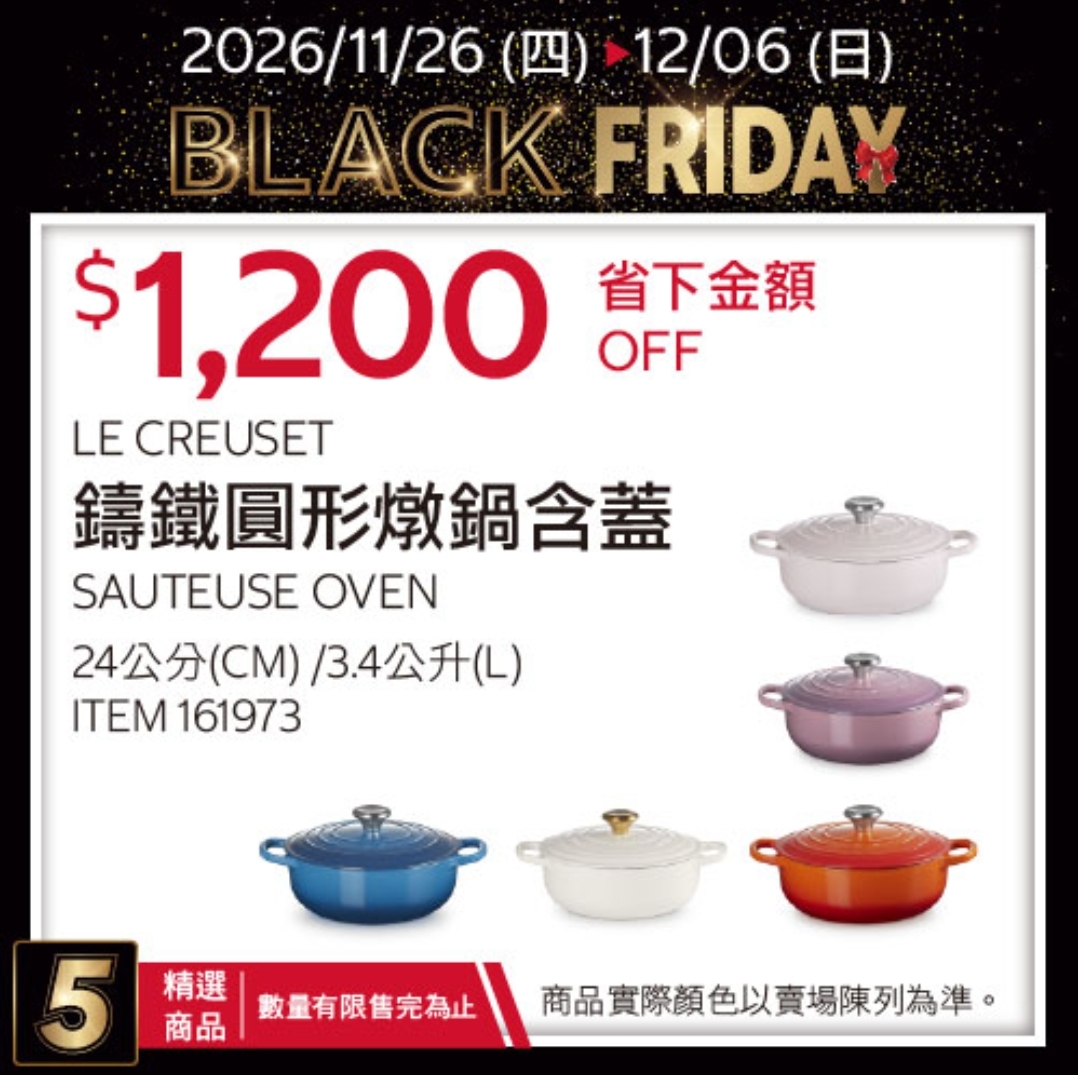 2026/11/26 (四)▶12/06 (日)
BLACK FRIDAY
$1,200
省下金額
OFF
LE CREUSET
鑄鐵圓形燉鍋含蓋
SAUTEUSE OVEN
24公分(CM) /3.4公升(L)
ITEM 161973
5
精選
商品
數量有限售完為止
商品實際顏色以賣場陳列為準。